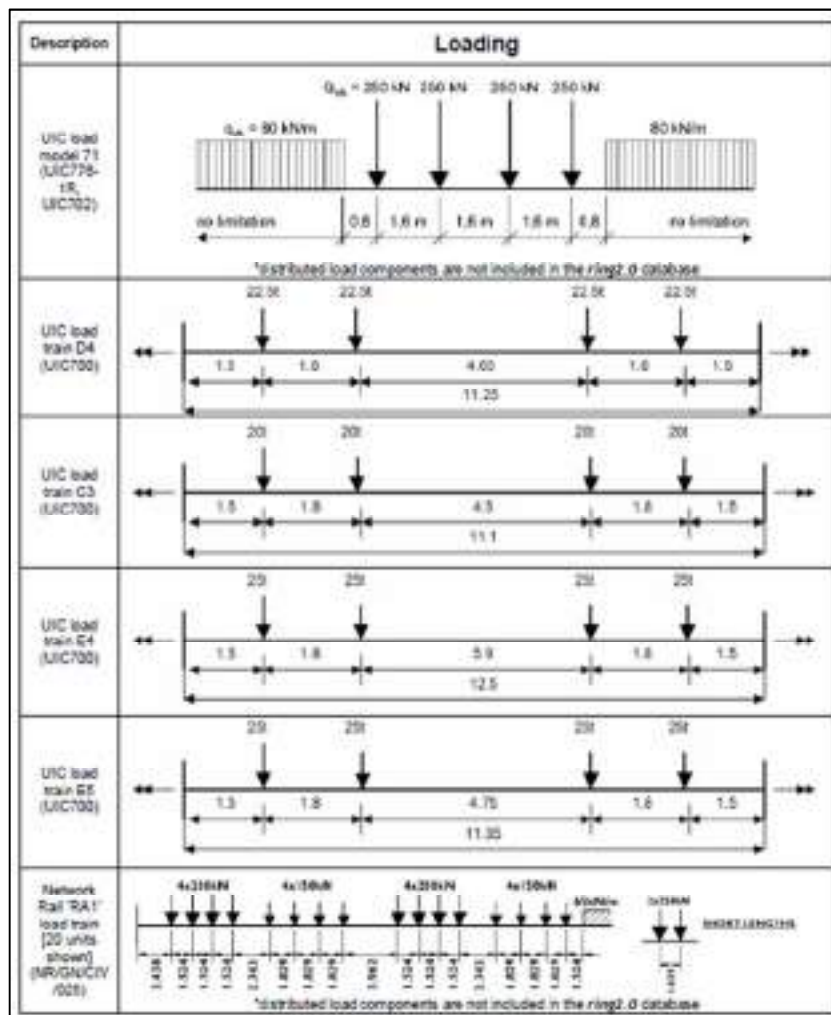 Description
Loading
UIC load
model 71
(UIC776-
1R,
UIC702)
= 250 kN 250 kN 250 kN 250 kN
= 80 kN/m
80 kN/m
no limitation
0,8
1,6 m
1,6 m
1,6 m
0,8
no limitation
*distributed load components are not included in the ring2.0 database
UIC load
train D4
(UIC700)
22.5t
22.5t
22.5t
22.5t
4.65
11.25
UIC load
train C3
(UIC700)
20t
20t
20t
20t
1.5
1.8
4.5
1.8
1.5
11.1
UIC load
train E4
(UIC700)
25t
25t
25t
25t
1.5
1.8
5.9
1.8
1.5
12.5
UIC load
train E5
(UIC700)
25t
25t
25t
25t
1.8
4.75
1.8
1.5
11.35
Network
Rail 'RA1'
load train
[20 units
shown]
(NR/GN/CIV
/025)
4x150kN
4x200kN
4x150kN
SHORT LENGTHS
*distributed load components are not included in the ring2.0 database